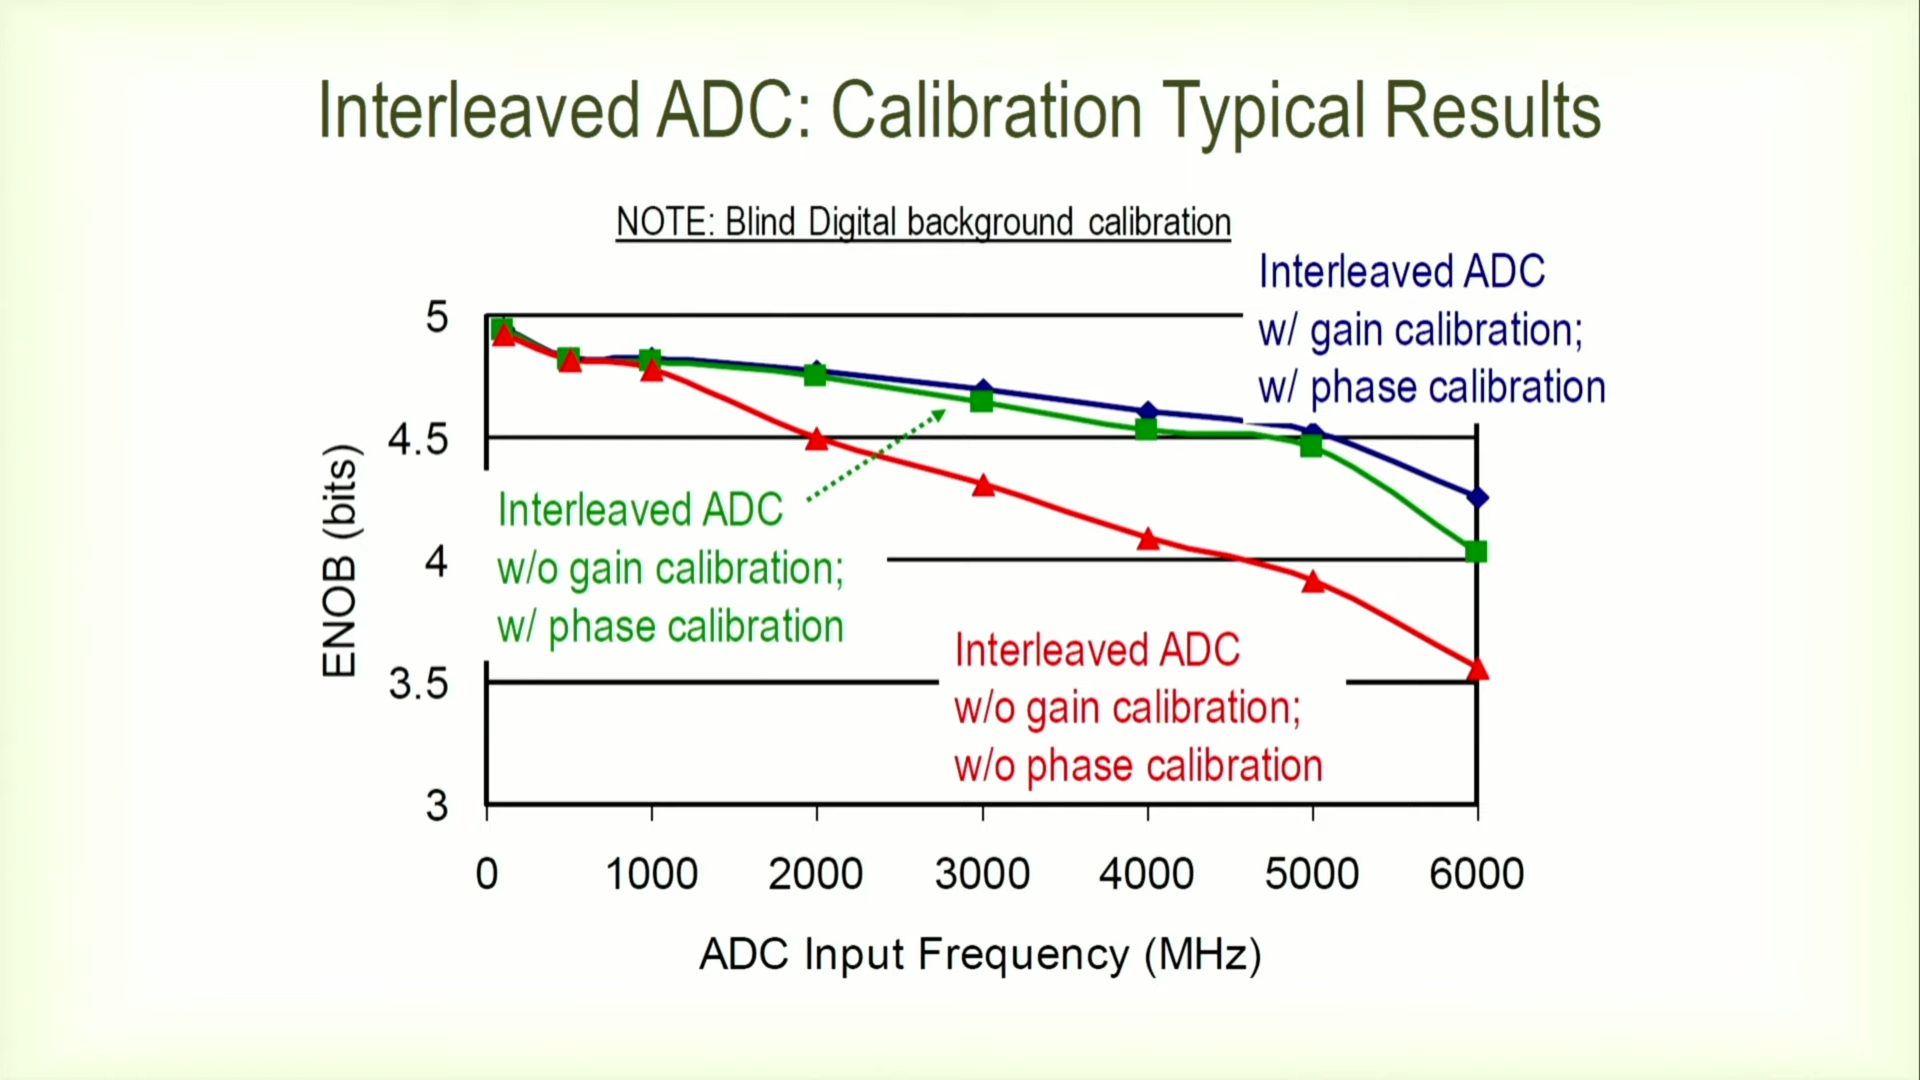 Interleaved ADC: Calibration Typical Results
NOTE: Blind Digital background calibration
Interleaved ADC
w/ gain calibration;
w/ phase calibration
5
4.5
4
3.5
3
ENOB (bits)
Interleaved ADC
w/o gain calibration;
w/ phase calibration
Interleaved ADC
w/o gain calibration;
w/o phase calibration
0 1000 2000 3000 4000 5000 6000
ADC Input Frequency (MHz)